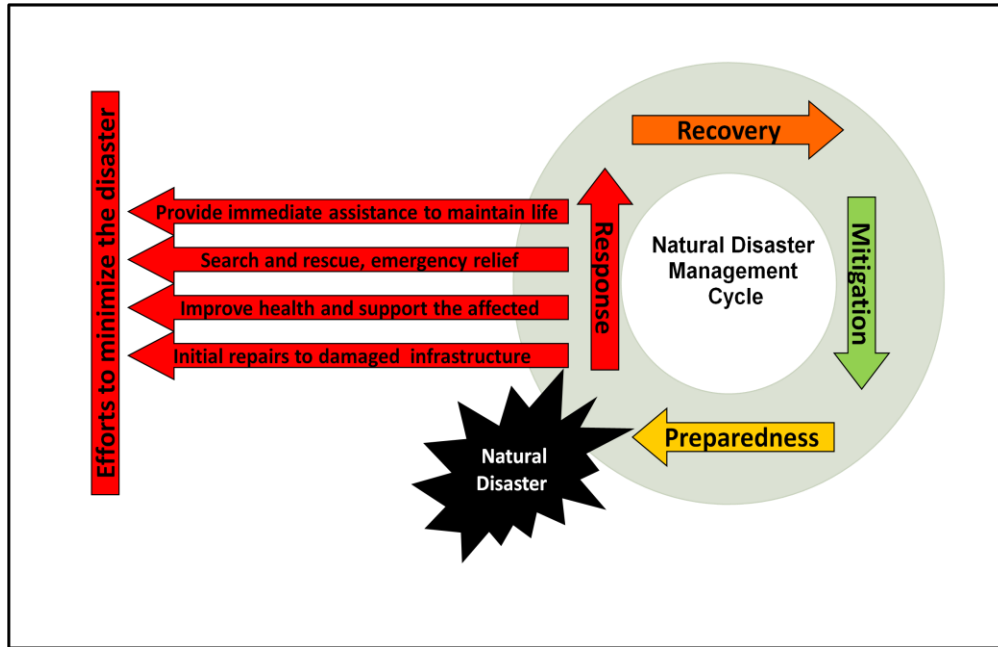 Efforts to minimize the disaster
Provide immediate assistance to maintain life
Search and rescue, emergency relief
Improve health and support the affected
Initial repairs to damaged infrastructure
Response
Recovery
Mitigation
Preparedness
Natural Disaster
Management
Cycle
Natural
Disaster